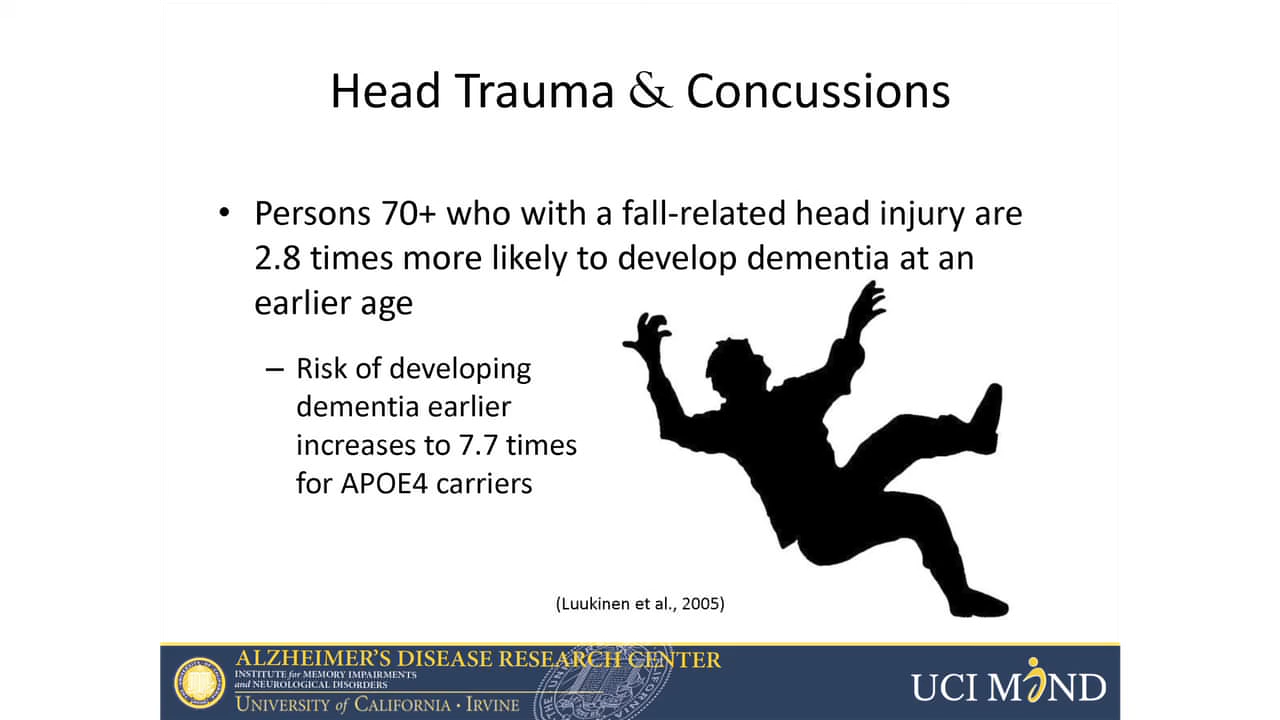 Head Trauma & Concussions
• Persons 70+ who with a fall-related head injury are
2.8 times more likely to develop dementia at an
earlier age
– Risk of developing
dementia earlier
increases to 7.7 times
for APOE4 carriers
(Luukinen et al., 2005)
ALZHEIMER'S DISEASE RESEARCH CENTER
INSTITUTE for MEMORY IMPAIRMENTS
and NEUROLOGICAL DISORDERS
UNIVERSITY of CALIFORNIA • IRVINE
UCI MIND